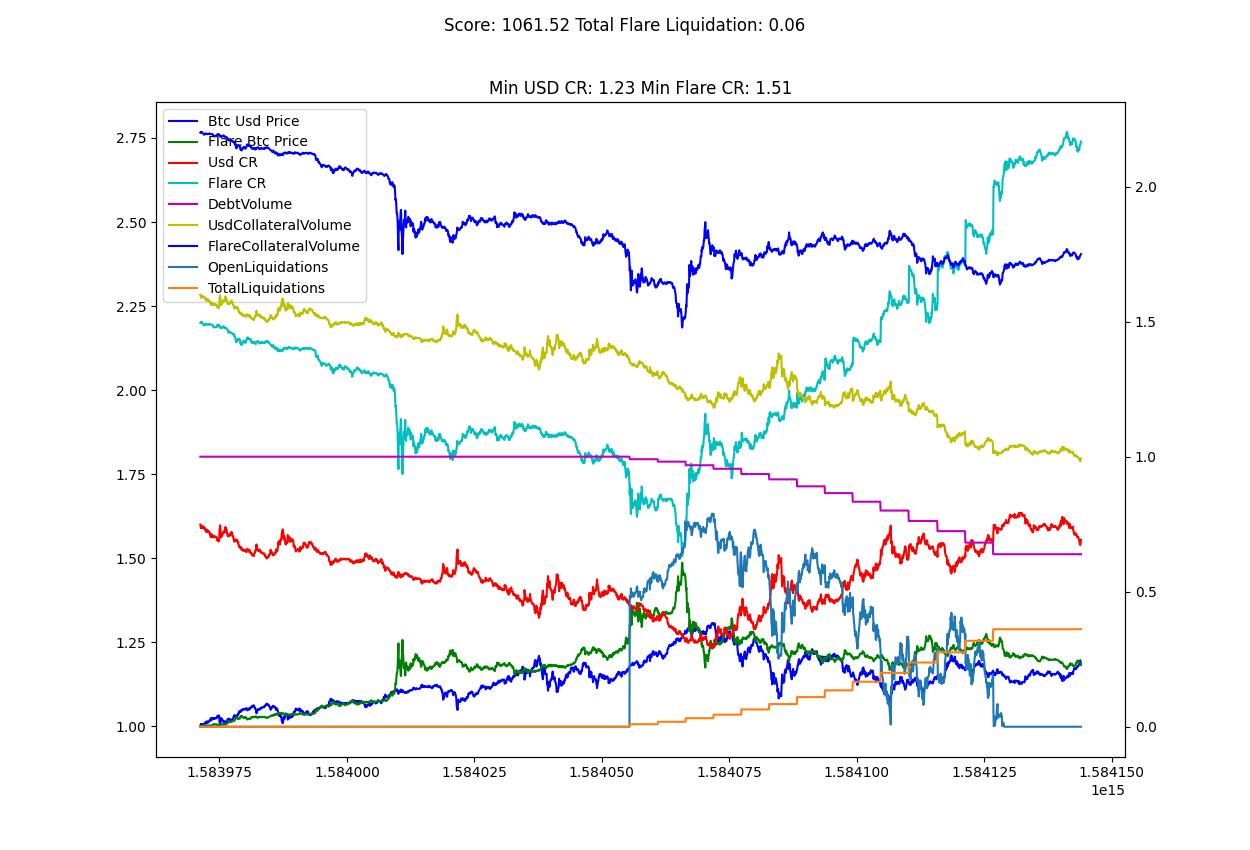 Score: 1061.52 Total Flare Liquidation: 0.06
Min USD CR: 1.23 Min Flare CR: 1.51
Btc Usd Price
Flare Btc Price
Usd CR
Flare CR
DebtVolume
UsdCollateralVolume
FlareCollateralVolume
OpenLiquidations
TotalLiquidations
2.75
2.50
2.25
2.00
1.75
1.50
1.25
1.00
2.0
1.5
1.0
0.5
0.0
1.583975 1.584000 1.584025 1.584050 1.584075 1.584100 1.584125 1.584150
1e15